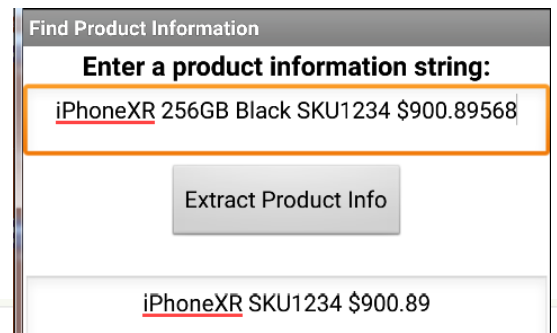 Find Product Information
Enter a product information string:
iPhoneXR 256GB Black SKU1234 $900.89568
Extract Product Info
iPhoneXR SKU1234 $900.89